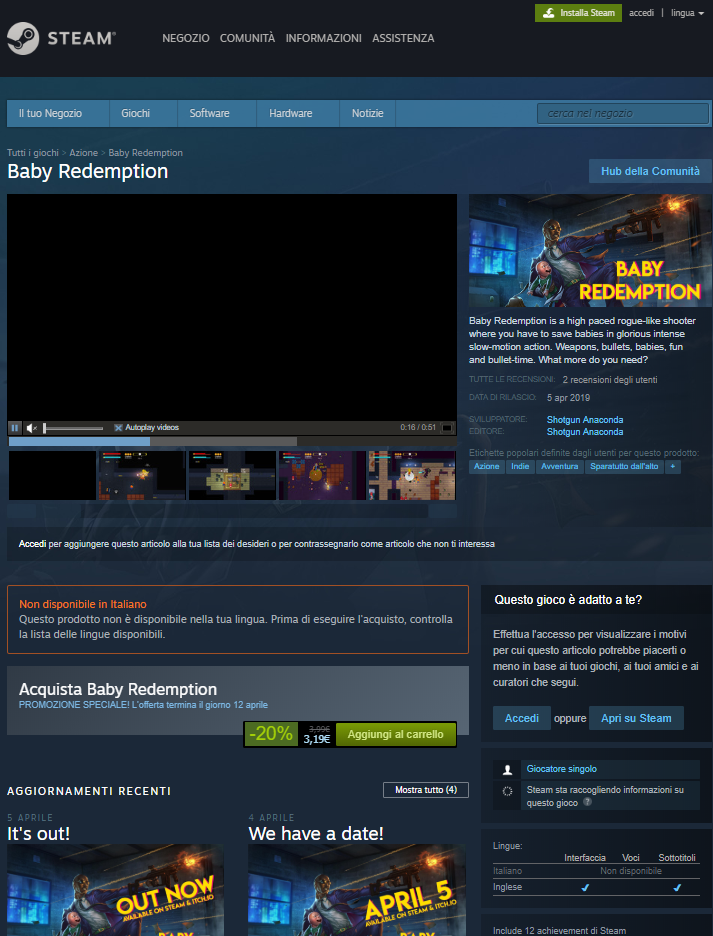 Installa Steam accedi | lingua
STEAM®
NEGOZIO COMUNITÀ INFORMAZIONI ASSISTENZA
Il tuo Negozio Giochi Software Hardware Notizie cerca nel negozio
Tutti i giochi > Azione > Baby Redemption
Baby Redemption
Hub della Comunità
BABY
REDEMPTION
Baby Redemption is a high paced rogue-like shooter
where you have to save babies in glorious intense
slow-motion action. Weapons, bullets, babies, fun
and bullet-time. What more do you need?
TUTTE LE RECENSIONI: 2 recensioni degli utenti
DATA DI RILASCIO: 5 apr 2019
SVILUPPATORE: Shotgun Anaconda
EDITORE: Shotgun Anaconda
Etichette popolari definite dagli utenti per questo prodotto:
Azione Indie Avventura Sparatutto dall'alto +
Autoplay videos 0:16 / 0:51
Accedi per aggiungere questo articolo alla tua lista dei desideri o per contrassegnarlo come articolo che non ti interessa
Non disponibile in Italiano
Questo prodotto non è disponibile nella tua lingua. Prima di eseguire l'acquisto, controlla
la lista delle lingue disponibili.
Acquista Baby Redemption
PROMOZIONE SPECIALE! L'offerta termina il giorno 12 aprile
-20% 3,99€ 3,19€ Aggiungi al carrello
AGGIORNAMENTI RECENTI Mostra tutto (4)
5 APRILE
It's out!
OUT NOW
AVAILABLE ON STEAM & ITCH.IO
BABY
4 APRILE
We have a date!
APRIL 5
AVAILABLE ON STEAM & ITCH.IO
BABY
Questo gioco è adatto a te?
Effettua l'accesso per visualizzare i motivi
per cui questo articolo potrebbe piacerti o
meno in base ai tuoi giochi, ai tuoi amici e ai
curatori che segui.
Accedi oppure Apri su Steam
Giocatore singolo
Steam sta raccogliendo informazioni su
questo gioco ?
Lingue:
Interfaccia Voci Sottotitoli
Italiano Non disponibile
Inglese ✔ ✔
Include 12 achievement di Steam